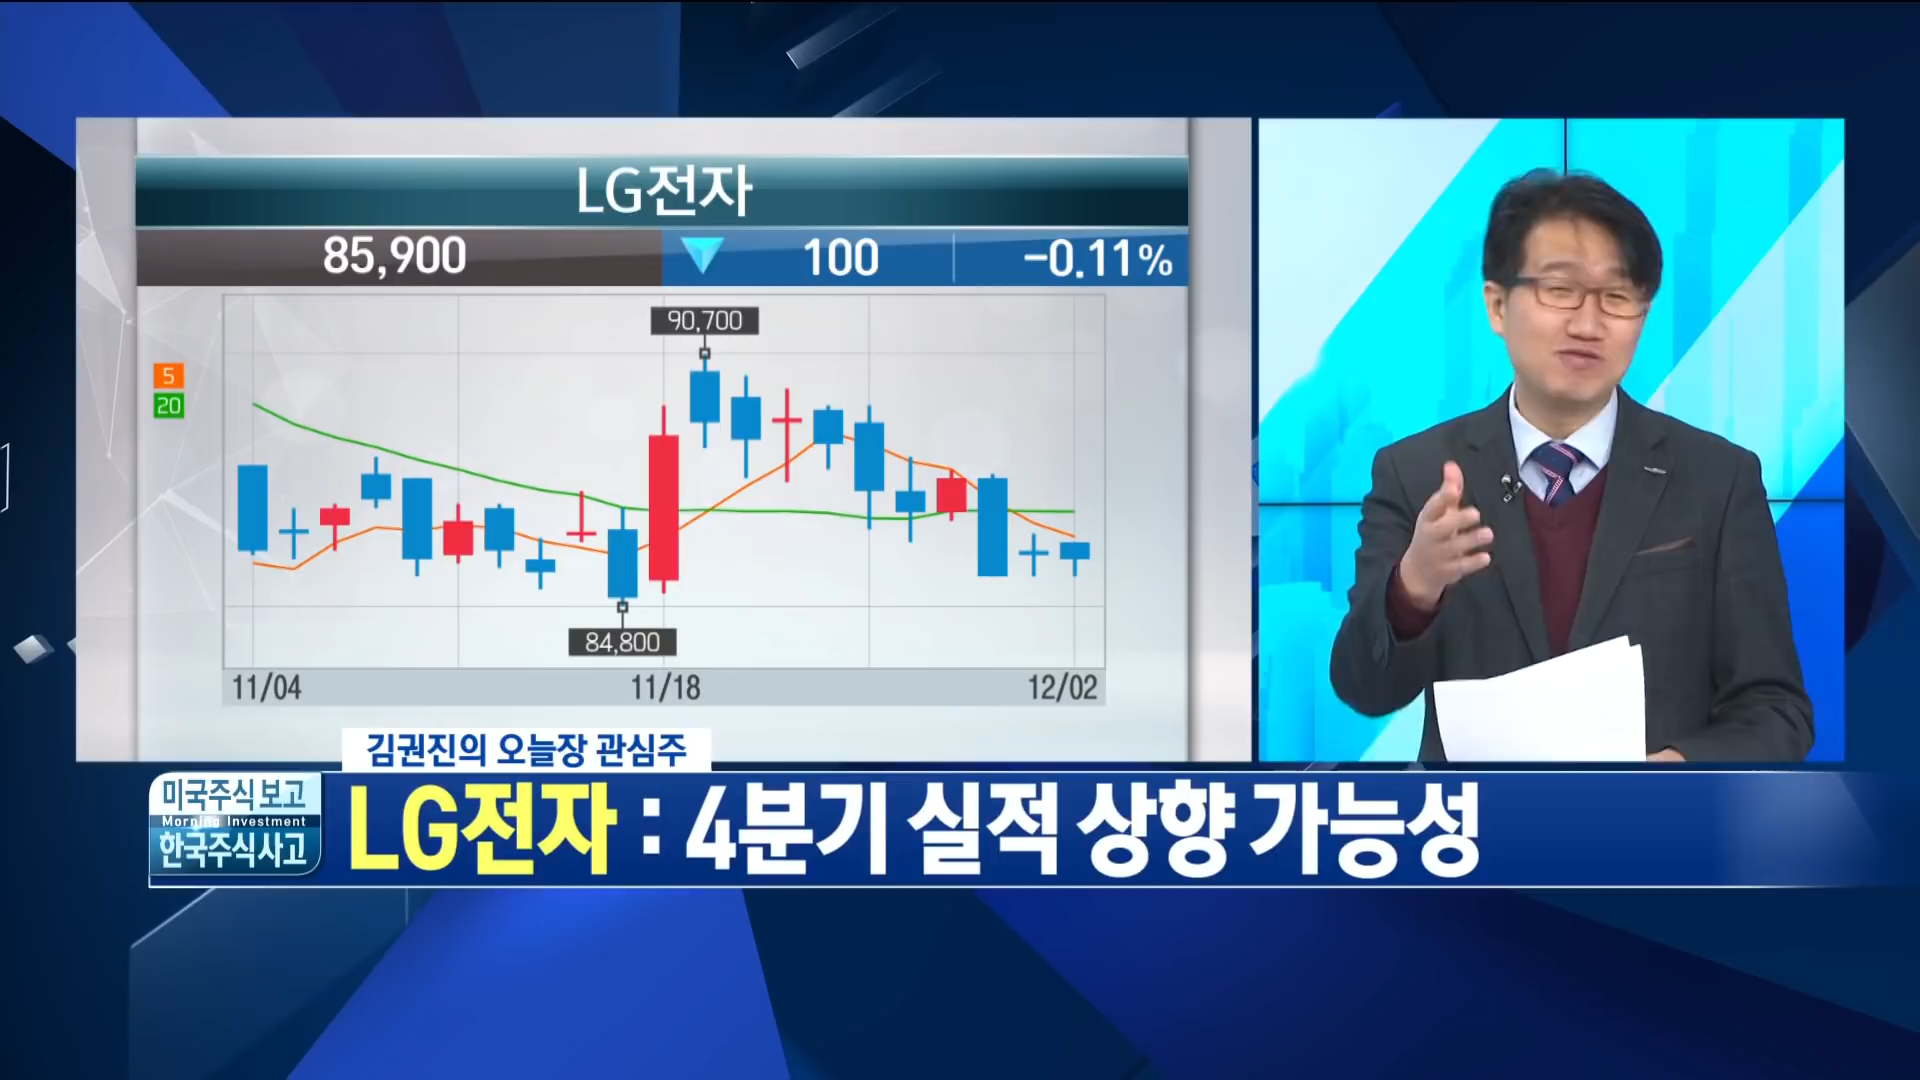 LG전자
85,900 ▼ 100 -0.11%
90,700
5
20
84,800
11/04 11/18 12/02
김권진의 오늘장 관심주
미국주식 보고
Morning Investment
한국주식 사고
LG전자 : 4분기 실적 상향 가능성